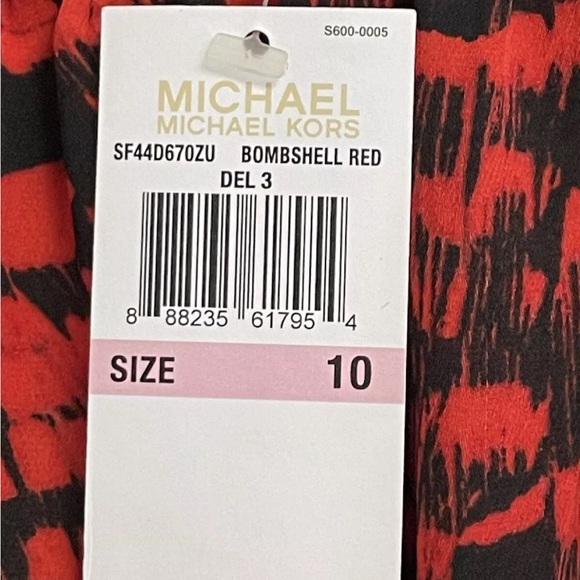 S600-0005
MICHAEL
MICHAEL KORS
SF44D670ZU BOMBSHELL RED
DEL 3
8 88235 61795 4
SIZE 10